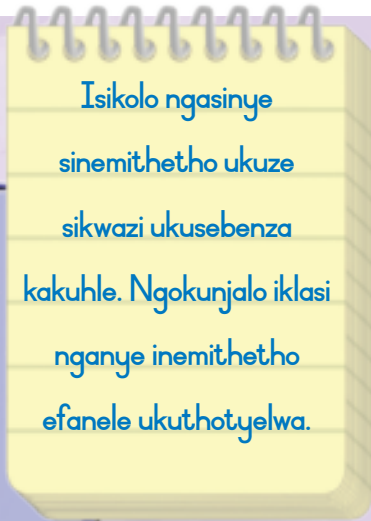 Isikolo ngasinye
sinemithetho ukuze
sikwazi ukusebenza
kakuhle. Ngokunjalo iklasi
nganye inemithetho
efanele ukuthotyelwa.